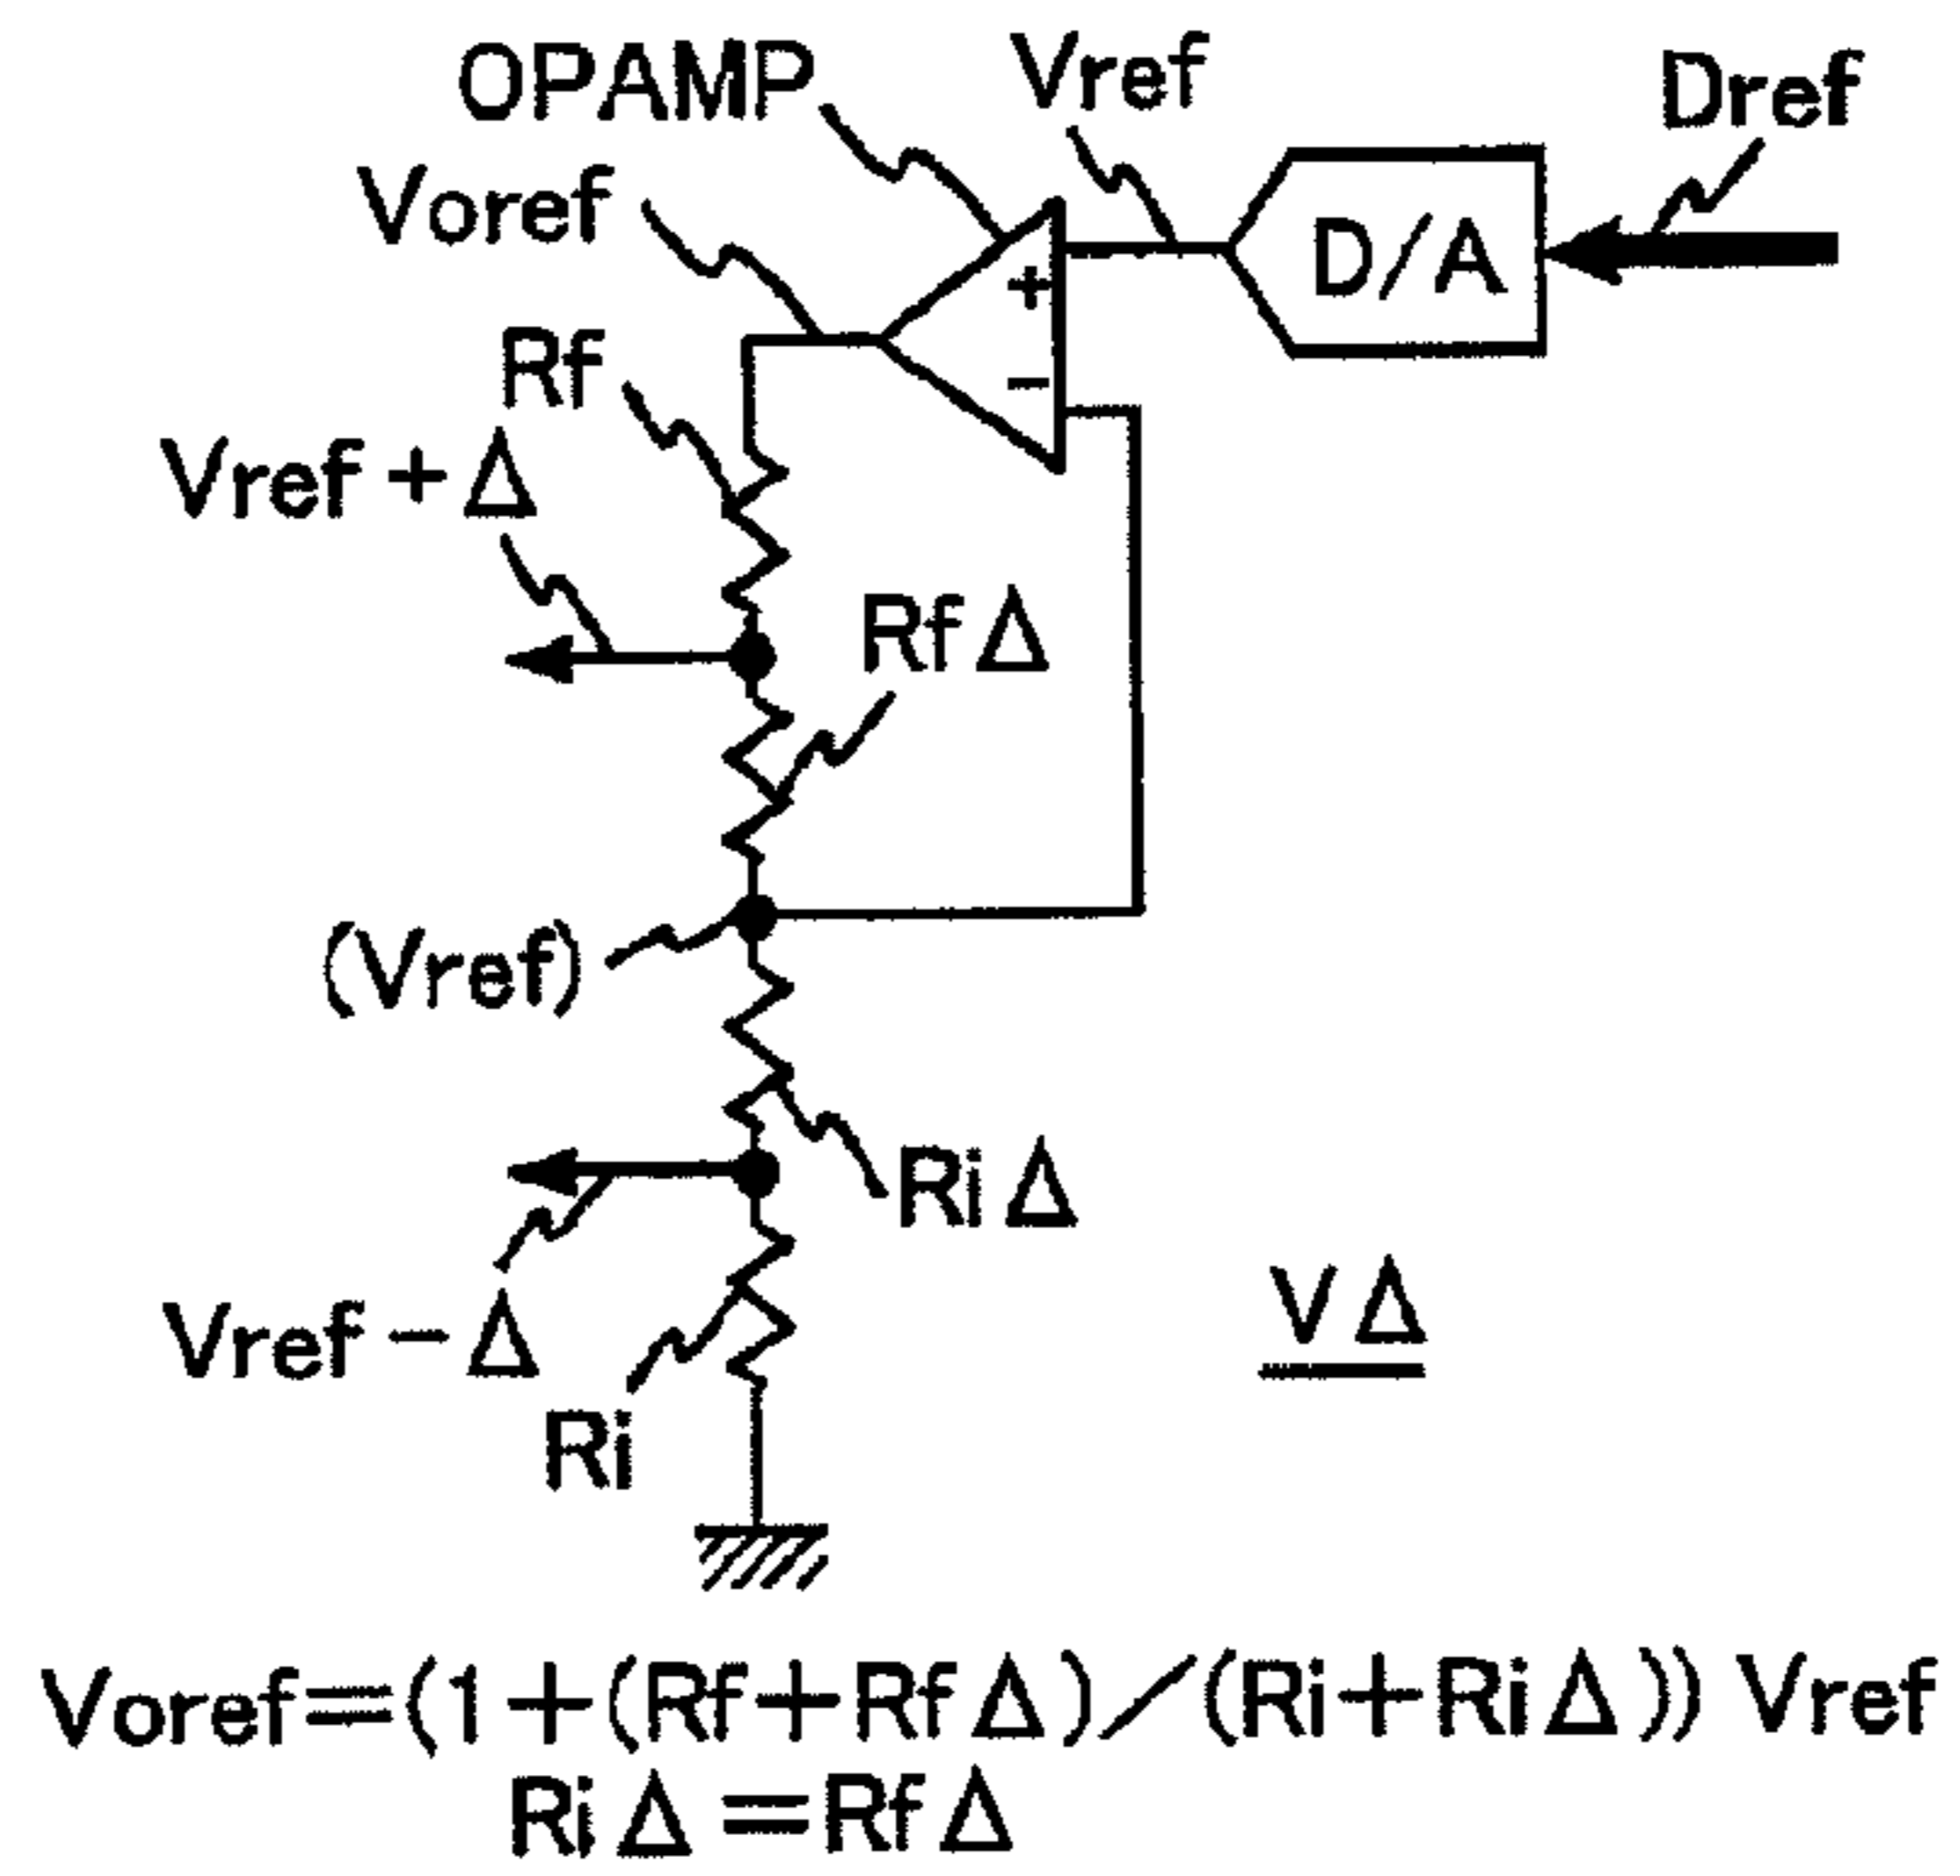 OPAMP
Vref
Dref
Voref
D/A
+
−
Rf
Vref+Δ
RfΔ
(Vref)
RiΔ
Vref−Δ
VΔ
Ri
Voref=(1+(Rf+RfΔ)/(Ri+RiΔ)) Vref
RiΔ=RfΔ